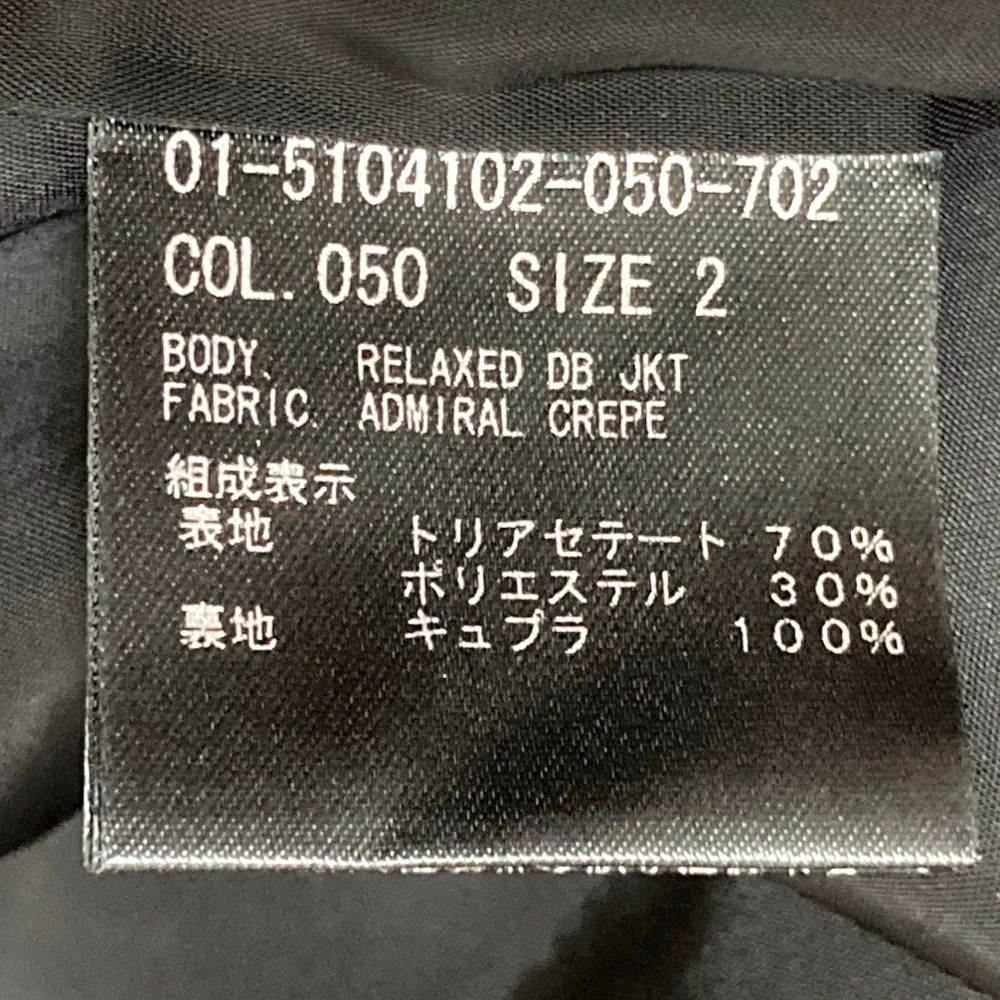 01-5104102-050-702
COL. 050 SIZE 2
BODY. RELAXED DB JKT
FABRIC. ADMIRAL CREPE
組成表示
表地 トリアセテート 70%
ポリエステル 30%
裏地 キュプラ 100%